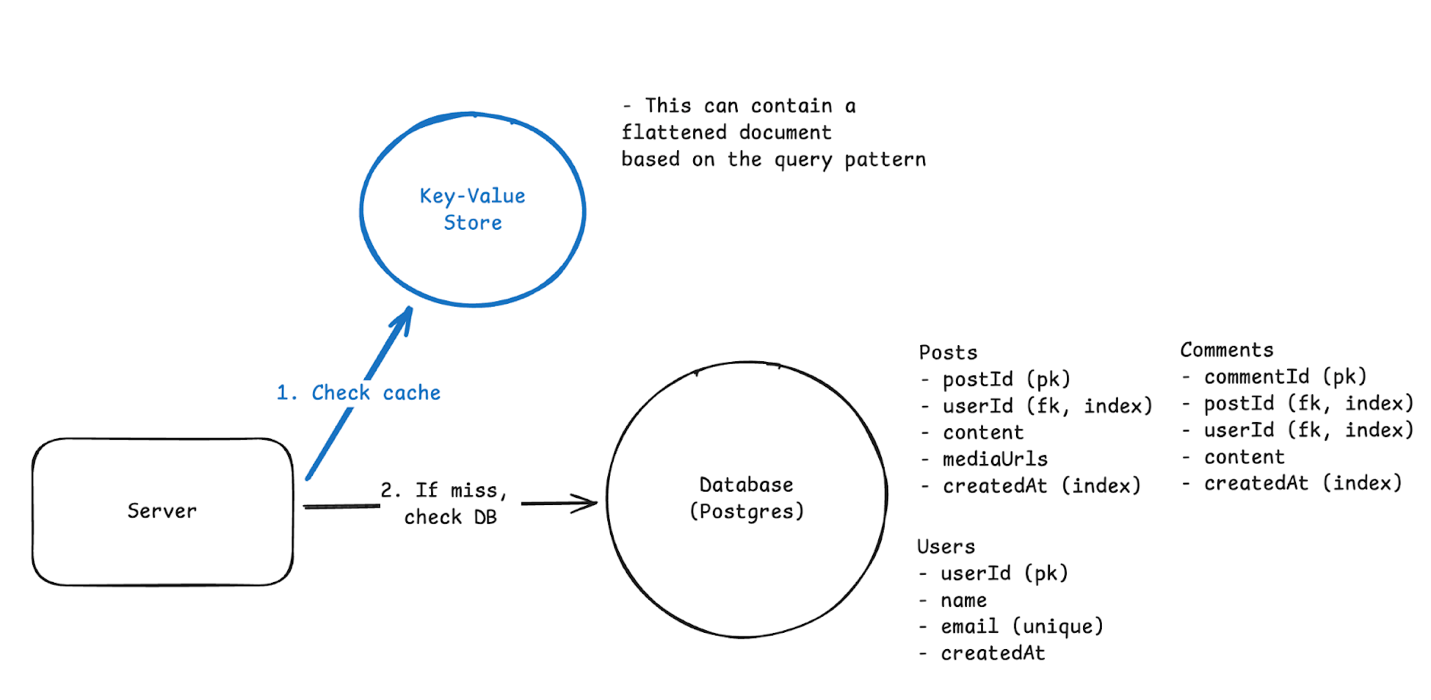 - This can contain a
flattened document
based on the query pattern
Key-Value
Store
1. Check cache
Server
2. If miss,
check DB
Database
(Postgres)
Posts
- postId (pk)
- userId (fk, index)
- content
- mediaUrls
- createdAt (index)
Comments
- commentId (pk)
- postId (fk, index)
- userId (fk, index)
- content
- createdAt (index)
Users
- userId (pk)
- name
- email (unique)
- createdAt